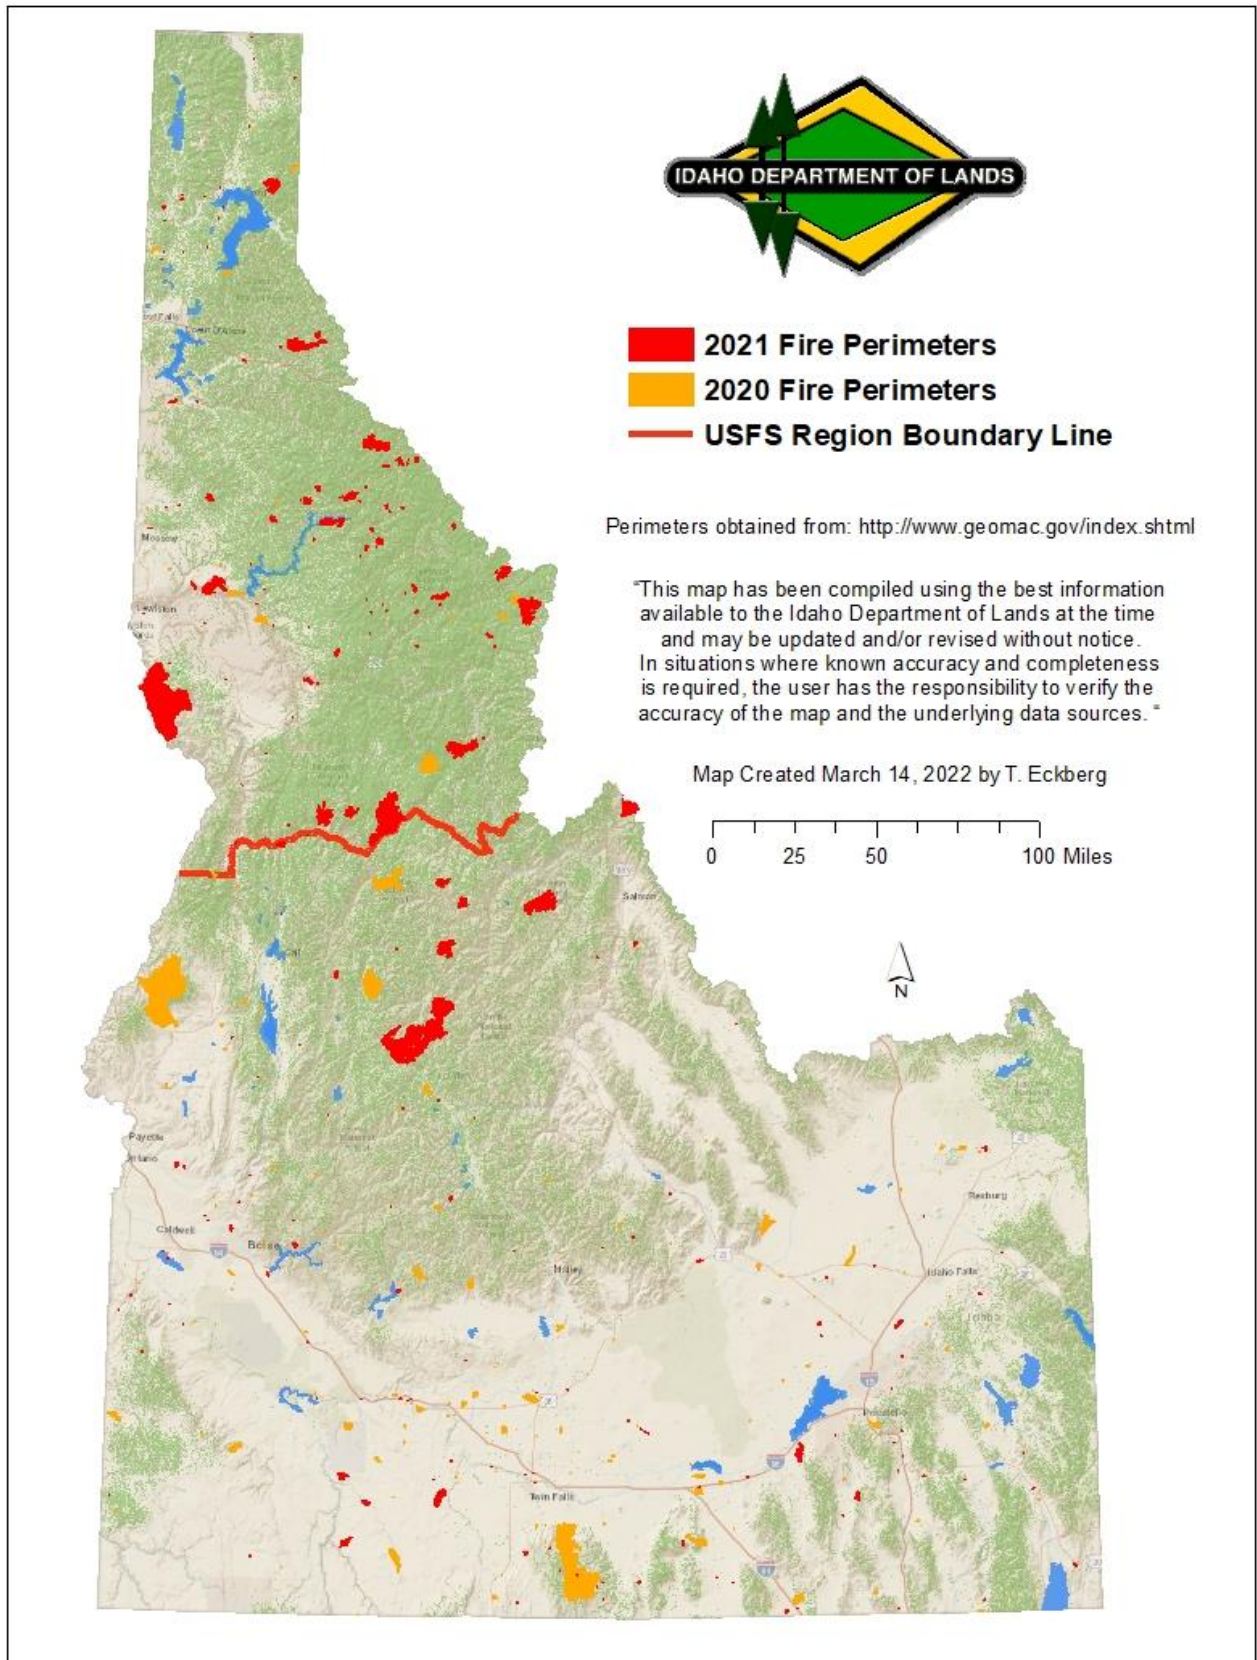 IDAHO DEPARTMENT OF LANDS
2021 Fire Perimeters
2020 Fire Perimeters
USFS Region Boundary Line
Perimeters obtained from: http://www.geomac.gov/index.shtml
"This map has been compiled using the best information
available to the Idaho Department of Lands at the time
and may be updated and/or revised without notice.
In situations where known accuracy and completeness
is required, the user has the responsibility to verify the
accuracy of the map and the underlying data sources. "
Map Created March 14, 2022 by T. Eckberg
0 25 50 100 Miles
N
Moscow
Lewiston
Salmon
Payette
Ontario
Caldwell
Boise
Hailey
Rexburg
Idaho Falls
Pocatello
Twin Falls